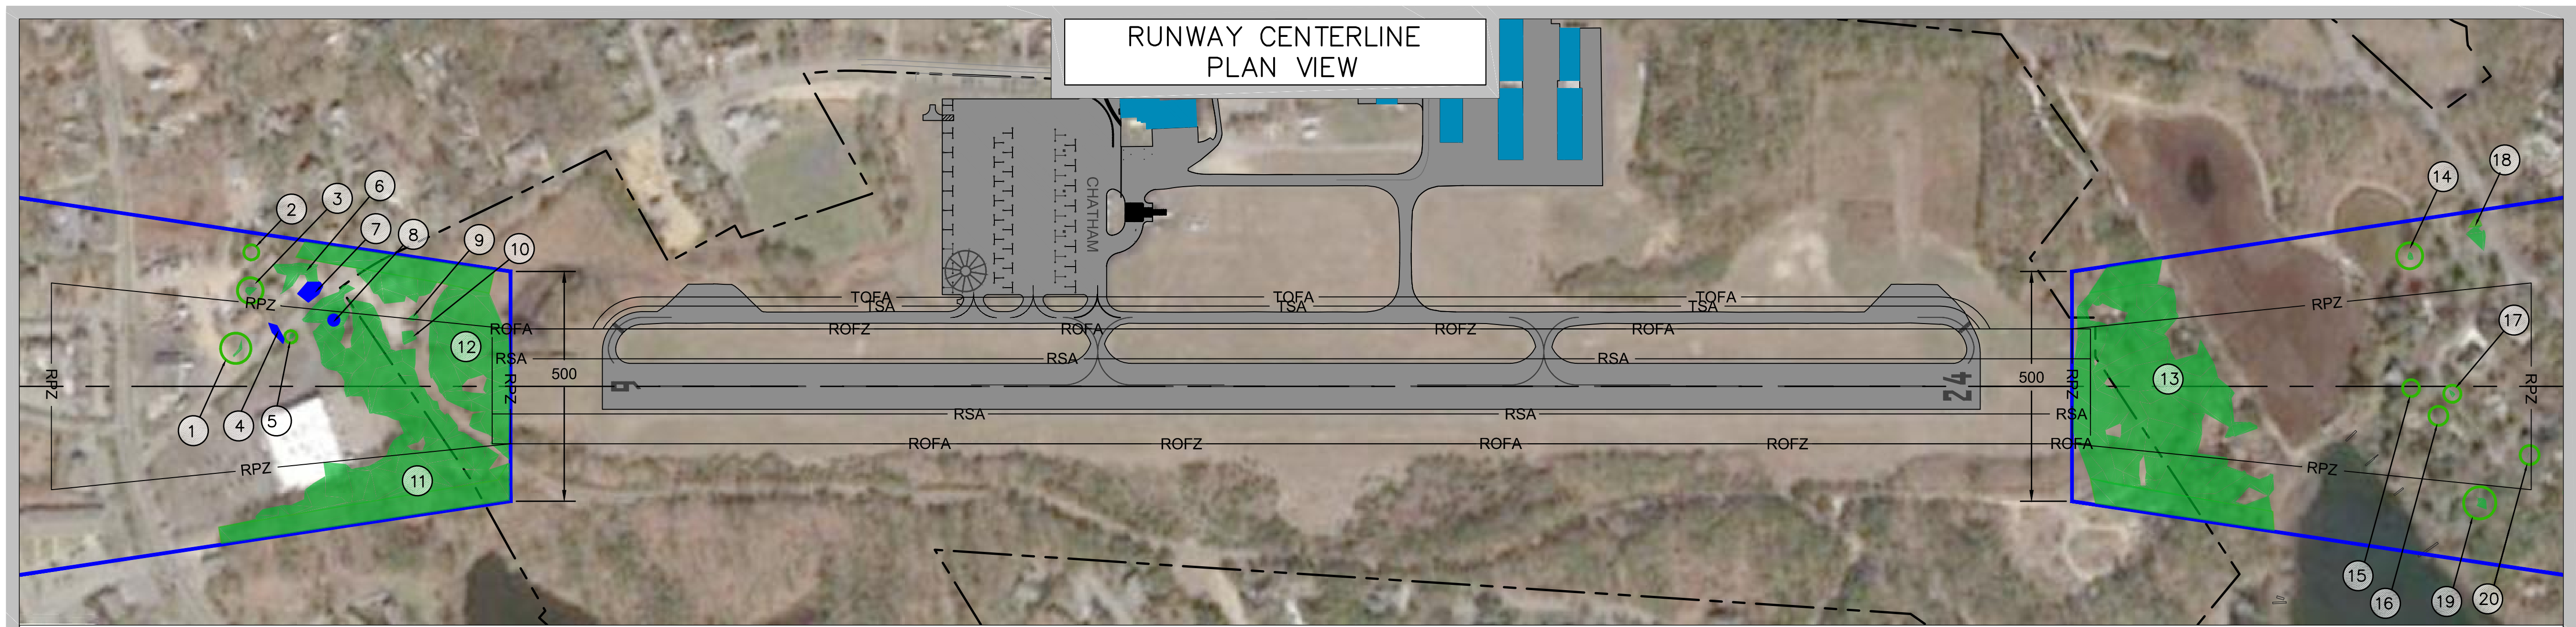 RUNWAY CENTERLINE
PLAN VIEW
CHATHAM
2
3
6
7
8
9
10
1
4
5
12
11
14
18
17
13
15
16
19
20
RPZ
RPZ
RPZ
RPZ
ROFA
RSA
500
TOFA
TSA
ROFZ
ROFA
RSA
TOFA
TSA
ROFZ
ROFA
RSA
TOFA
TSA
6
24
RSA
RSA
RSA
ROFA
ROFZ
ROFA
ROFZ
ROFA
500
RPZ
RPZ
RPZ
RPZ